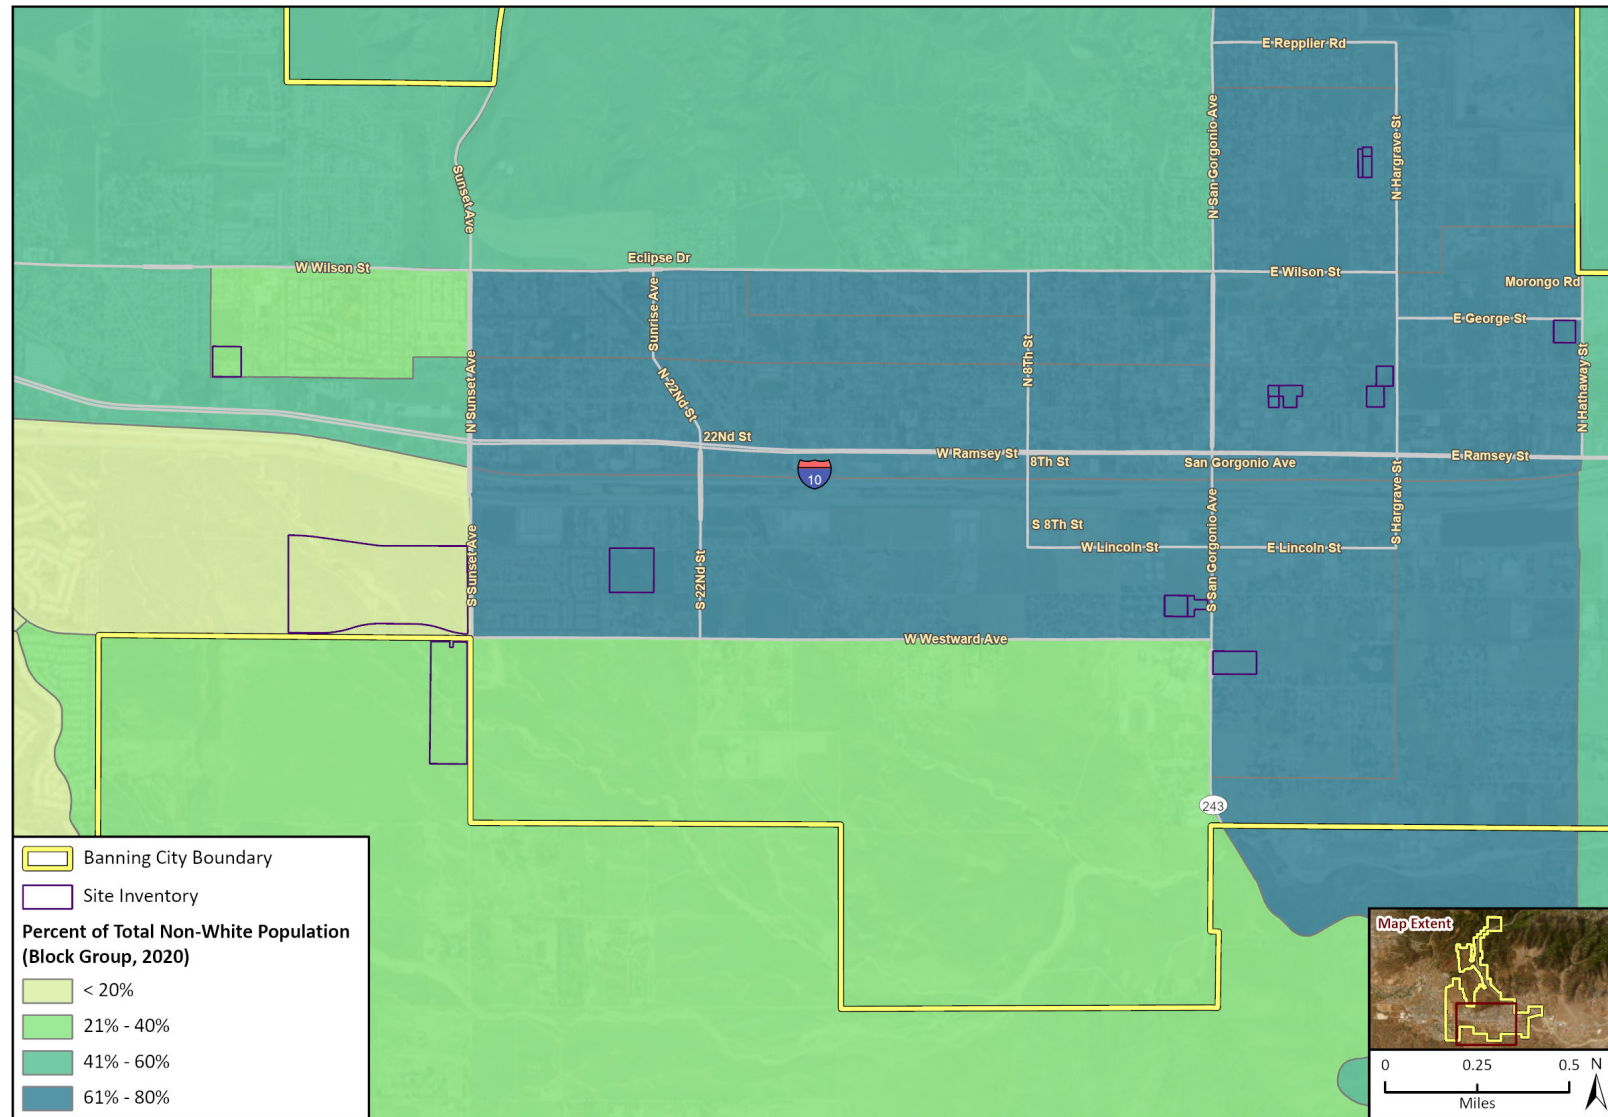 E Repplier Rd
N San Gorgonio Ave
N Hargrave St
Sunset Ave
W Wilson St
Eclipse Dr
E Wilson St
Morongo Rd
Sunrise Ave
E George St
N Sunset Ave
N 22Nd St
N 8Th St
N Hathaway St
22Nd St
W Ramsey St
8Th St
San Gorgonio Ave
E Ramsey St
10
S Sunset Ave
S 22Nd St
S 8Th St
W Lincoln St
S San Gorgonio Ave
E Lincoln St
S Hargrave St
W Westward Ave
243
Banning City Boundary
Site Inventory
Percent of Total Non-White Population
(Block Group, 2020)
< 20%
21% - 40%
41% - 60%
61% - 80%
Map Extent
0 0.25 0.5 N
Miles